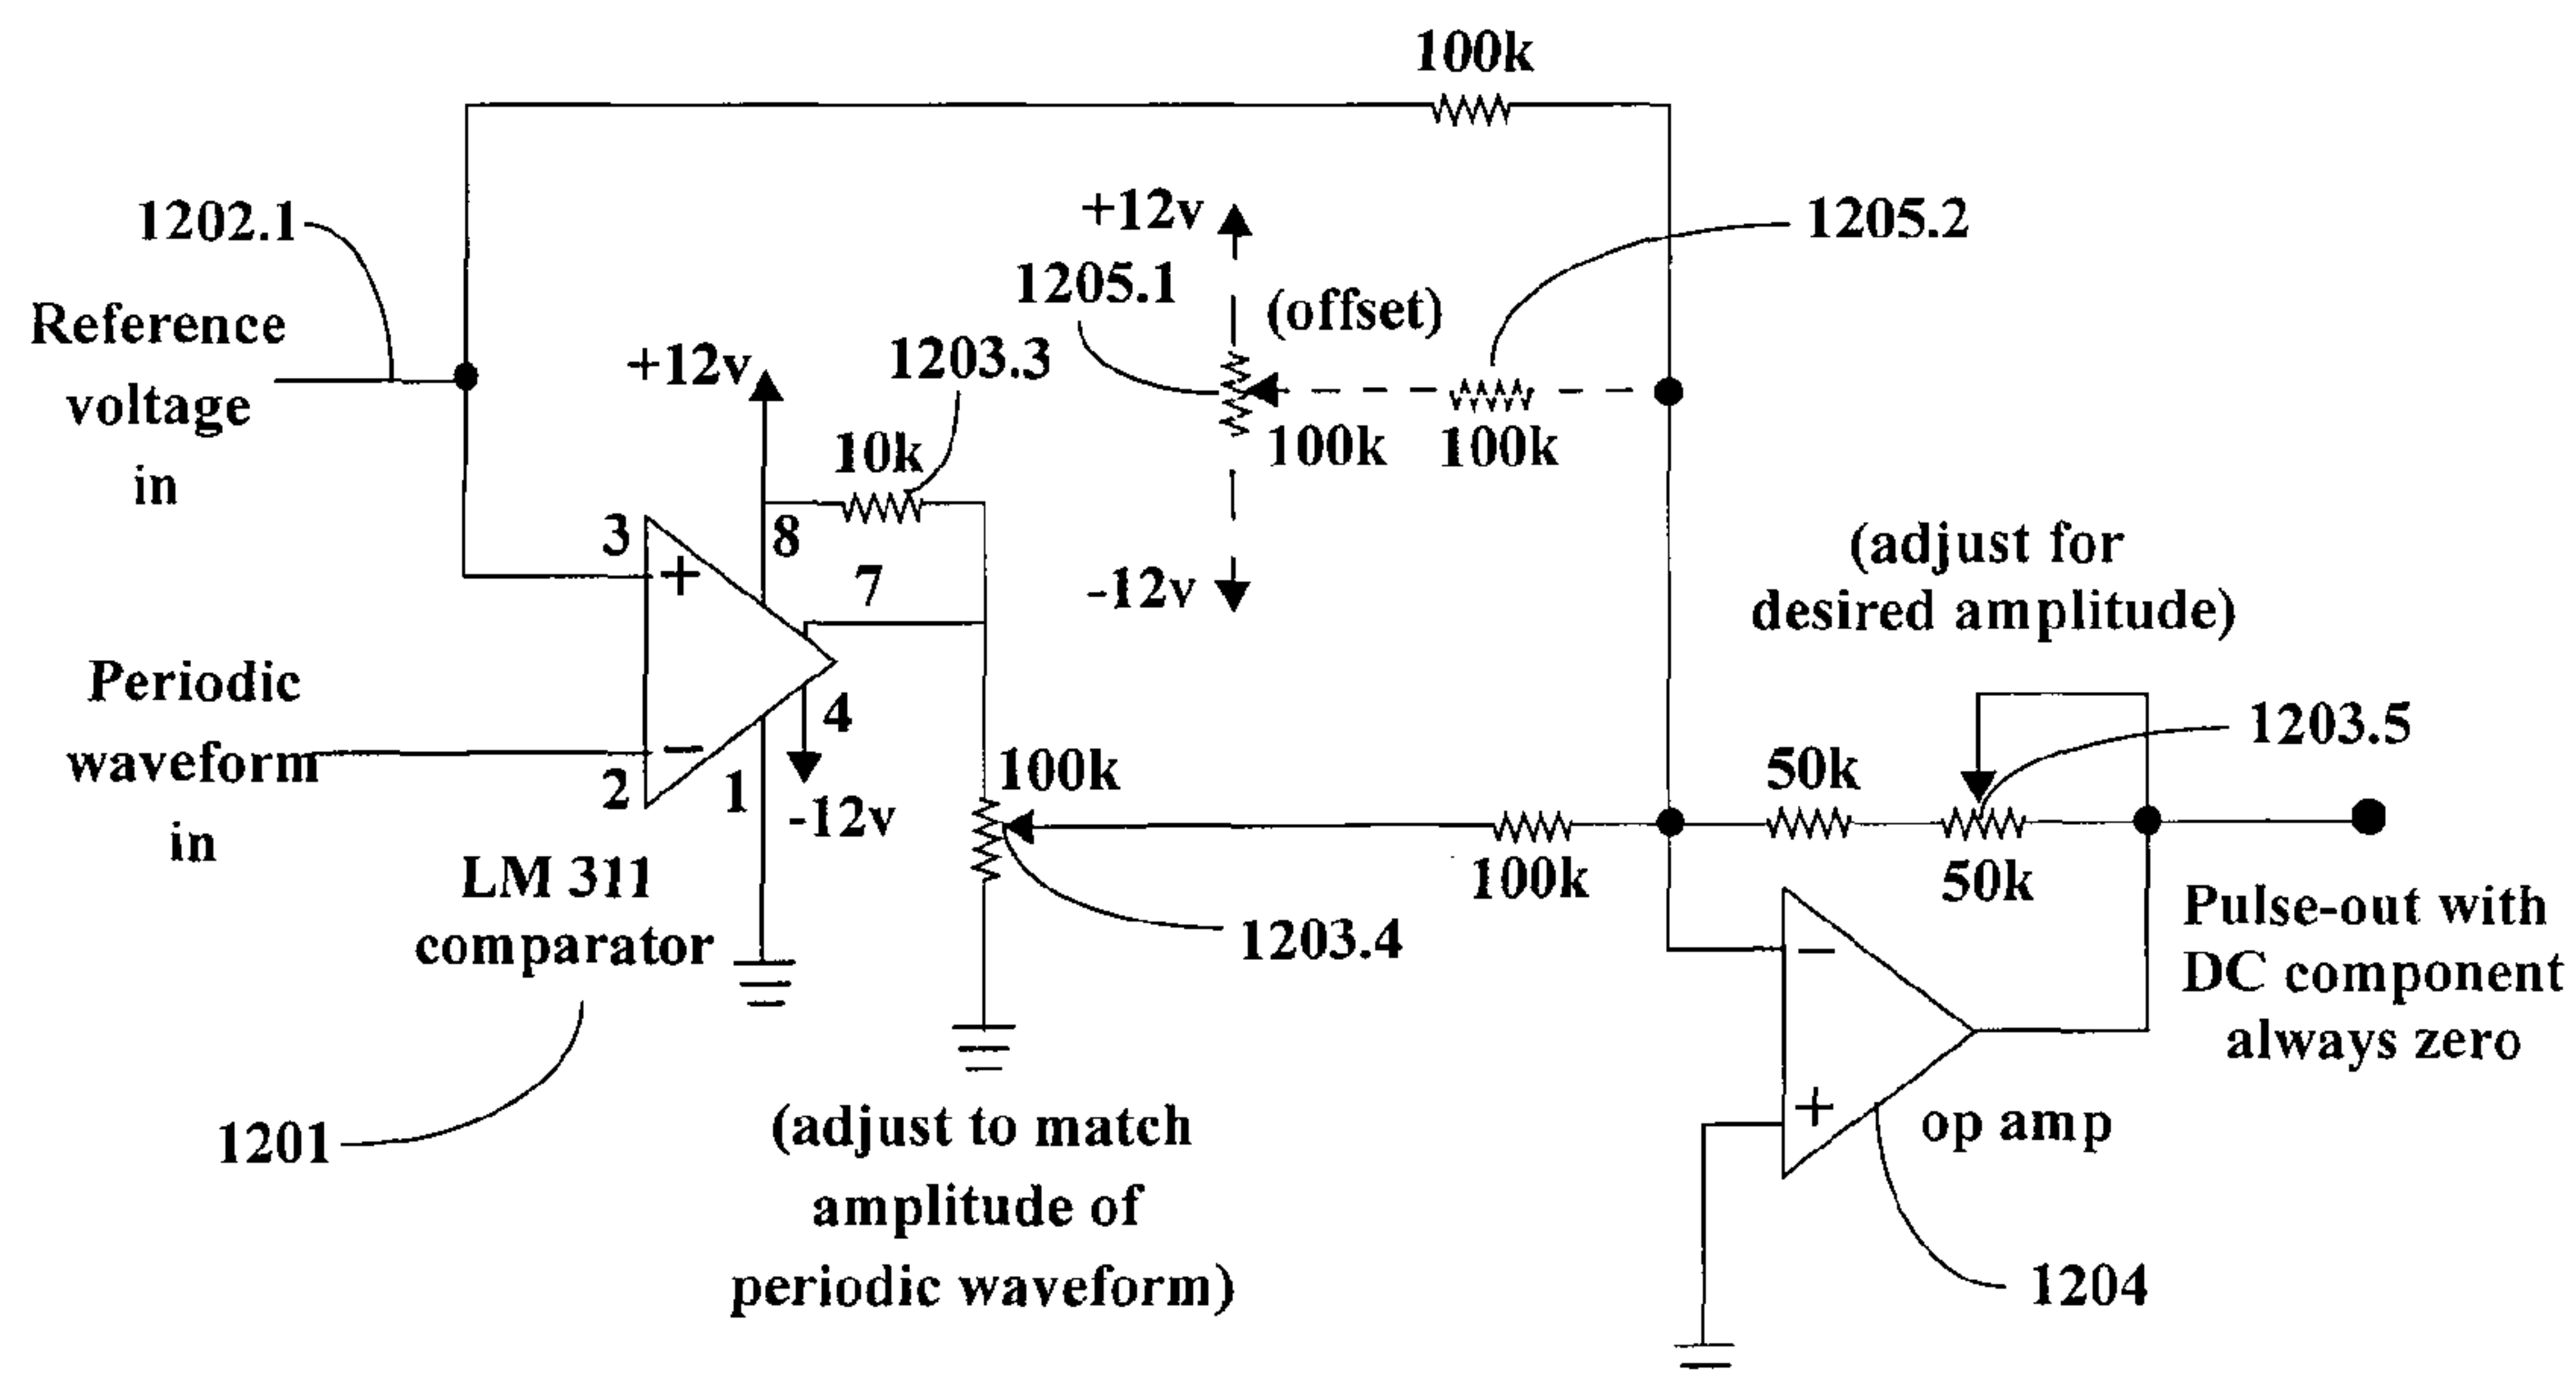 100k
1202.1
+12v
1205.2
1205.1
(offset)
Reference
voltage
in
+12v
1203.3
10k
100k
100k
3
+
8
7
-12v
(adjust for
desired amplitude)
Periodic
waveform
in
2
−
1
4
-12v
100k
50k
1203.5
LM 311
comparator
100k
50k
1203.4
Pulse-out with
DC component
always zero
−
+
op amp
1201
(adjust to match
amplitude of
periodic waveform)
1204